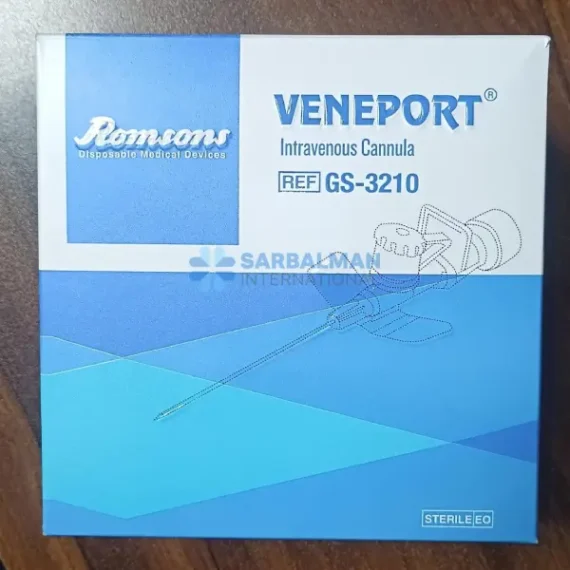 Romsons
Disposable Medical Devices
VENEPORT®
Intravenous Cannula
REF GS-3210
SARBALMAN
INTERNATIONAL
STERILE EO